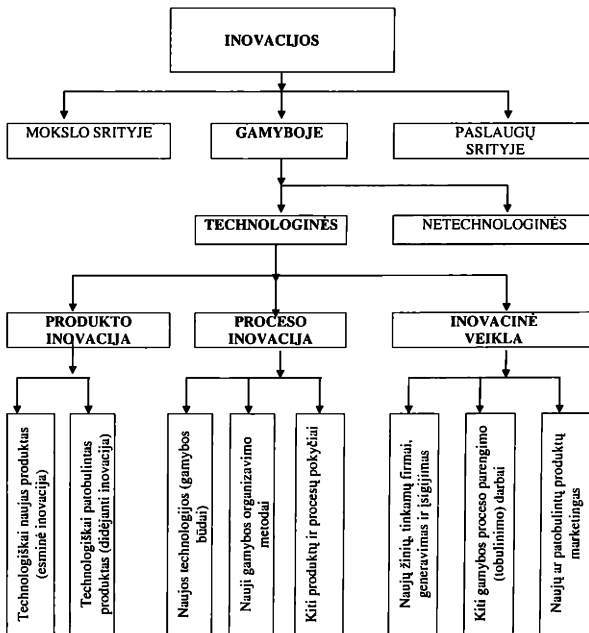 INOVACIJOS
MOKSLO SRITYJE
GAMYBOJE
PASLAUGŲ
SRITYJE
TECHNOLOGINĖS
NETECHNOLOGINĖS
PRODUKTO
INOVACIJA
PROCESO
INOVACIJA
INOVACINĖ
VEIKLA
Technologiškai naujas produktas
(esminė inovacija)
Technologiškai patobulintas
produktas (didėjanti inovacija)
Naujos technologijos (gamybos
būdai)
Nauji gamybos organizavimo
metodai
Kiti produktų ir procesų pokyčiai
Naujų žinių, tinkamų firmai,
generavimas ir įsigijimas
Kiti gamybos proceso parengimo
(tobulinimo) darbai
Naujų ar patobulintų produktų
marketingas